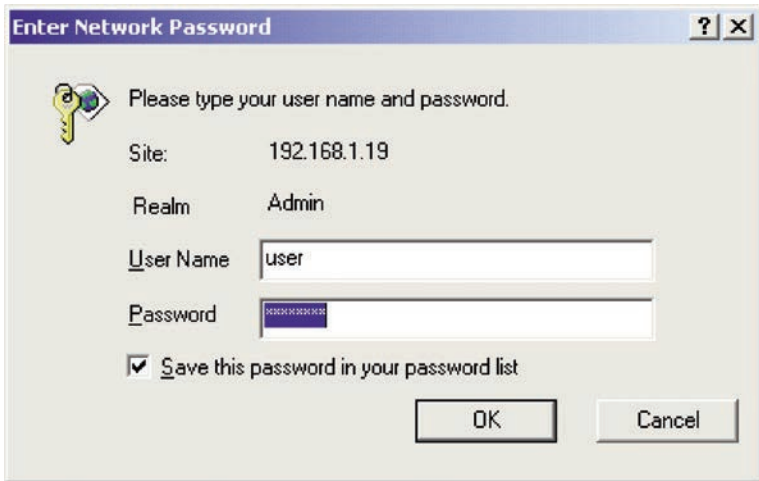 Enter Network Password
Please type your user name and password.
Site: 192.168.1.19
Realm Admin
User Name user
Password ********
Save this password in your password list
OK Cancel